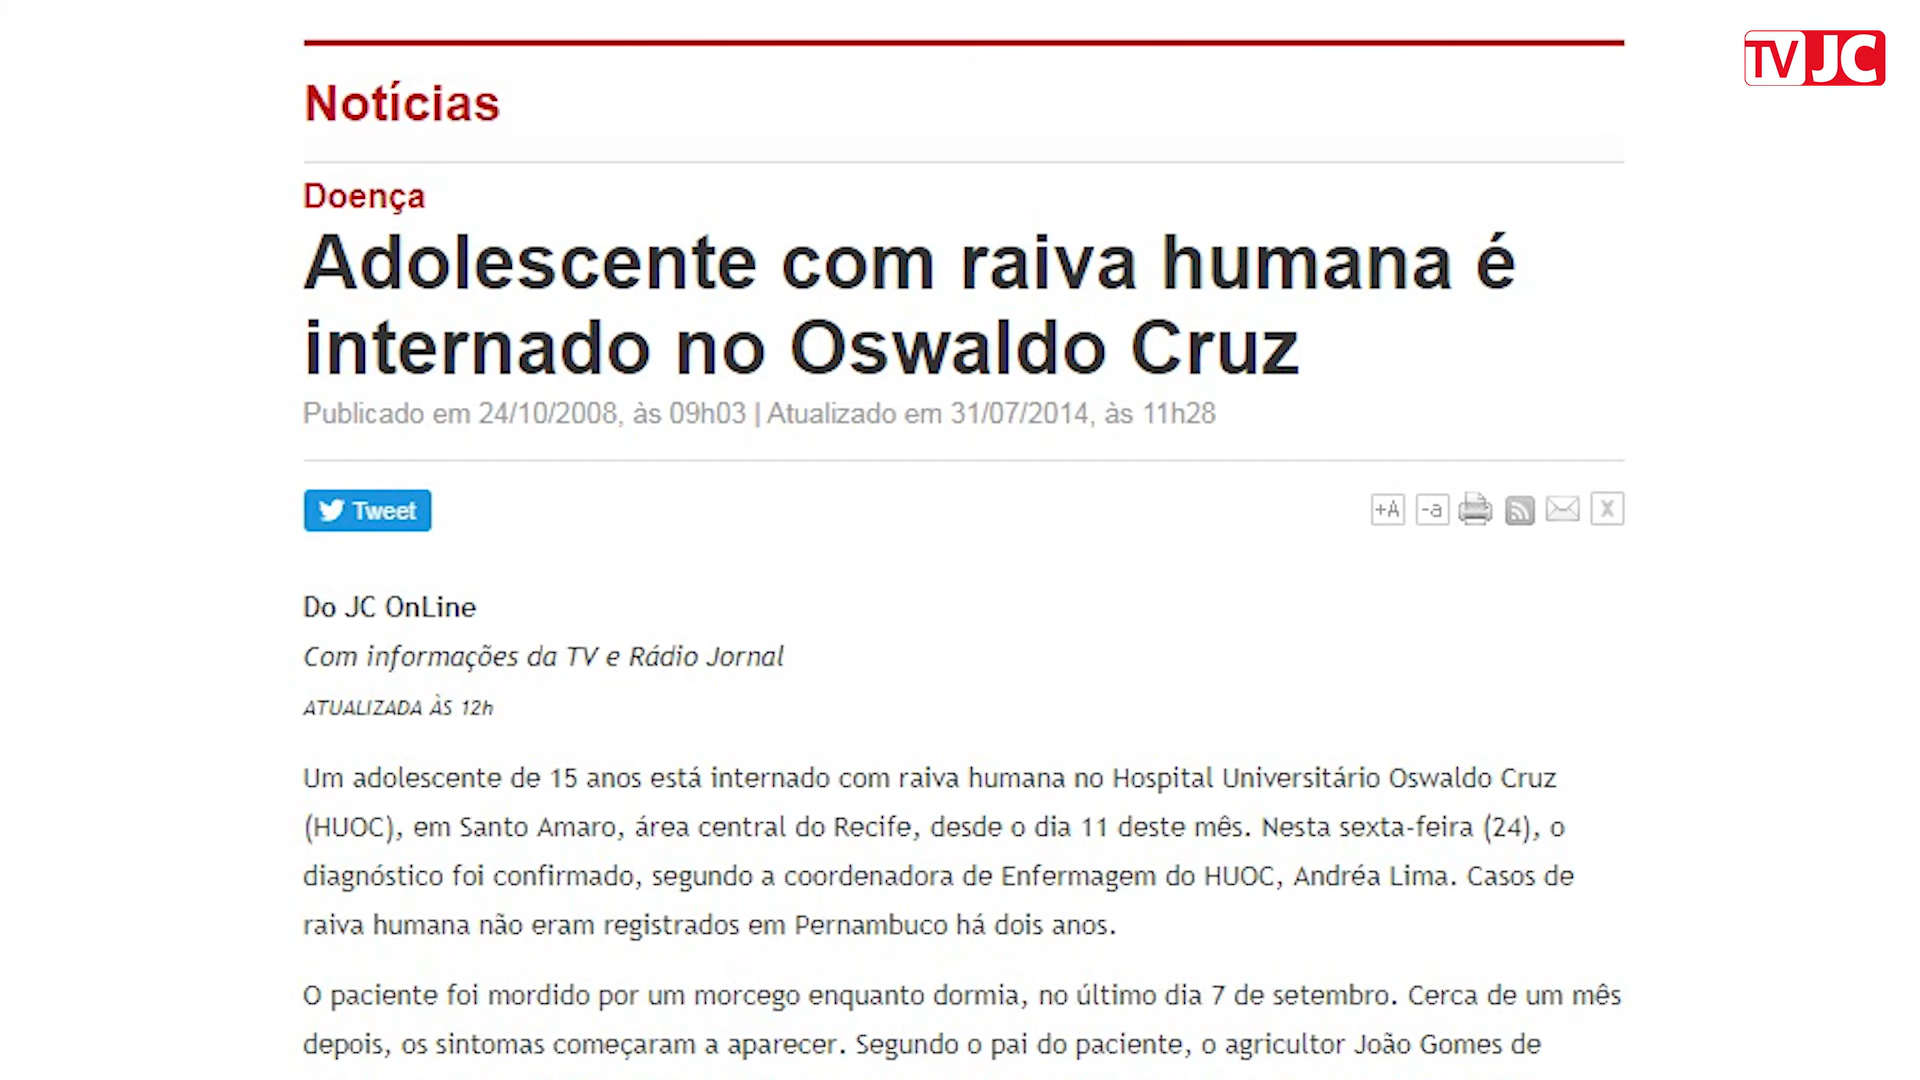 TV JC
Notícias
Doença
Adolescente com raiva humana é
internado no Oswaldo Cruz
Publicado em 24/10/2008, às 09h03 | Atualizado em 31/07/2014, às 11h28
Tweet
+A -a X
Do JC OnLine
Com informações da TV e Rádio Jornal
ATUALIZADA ÀS 12h
Um adolescente de 15 anos está internado com raiva humana no Hospital Universitário Oswaldo Cruz
(HUOC), em Santo Amaro, área central do Recife, desde o dia 11 deste mês. Nesta sexta-feira (24), o
diagnóstico foi confirmado, segundo a coordenadora de Enfermagem do HUOC, Andréa Lima. Casos de
raiva humana não eram registrados em Pernambuco há dois anos.
O paciente foi mordido por um morcego enquanto dormia, no último dia 7 de setembro. Cerca de um mês
depois, os sintomas começaram a aparecer. Segundo o pai do paciente, o agricultor João Gomes de